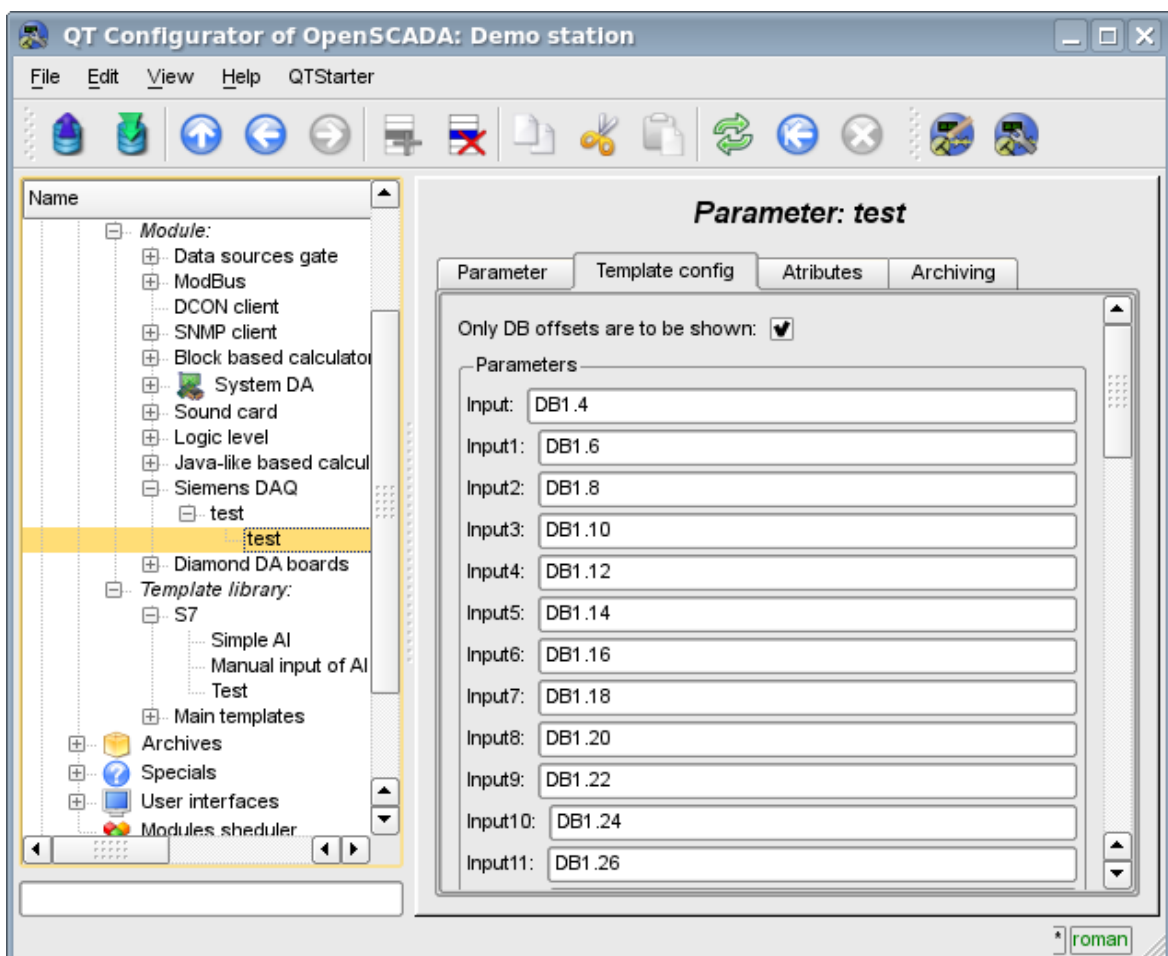 QT Configurator of OpenSCADA: Demo station
File Edit View Help QTStarter
Name
Module:
Data sources gate
ModBus
DCON client
SNMP client
Block based calculator
System DA
Sound card
Logic level
Java-like based calcul
Siemens DAQ
test
test
Diamond DA boards
Template library:
S7
Simple AI
Manual input of AI
Test
Main templates
Archives
Specials
User interfaces
Modules sheduler
Parameter: test
Parameter Template config Atributes Archiving
Only DB offsets are to be shown:
Parameters
Input: DB1.4
Input1: DB1.6
Input2: DB1.8
Input3: DB1.10
Input4: DB1.12
Input5: DB1.14
Input6: DB1.16
Input7: DB1.18
Input8: DB1.20
Input9: DB1.22
Input10: DB1.24
Input11: DB1.26
* roman